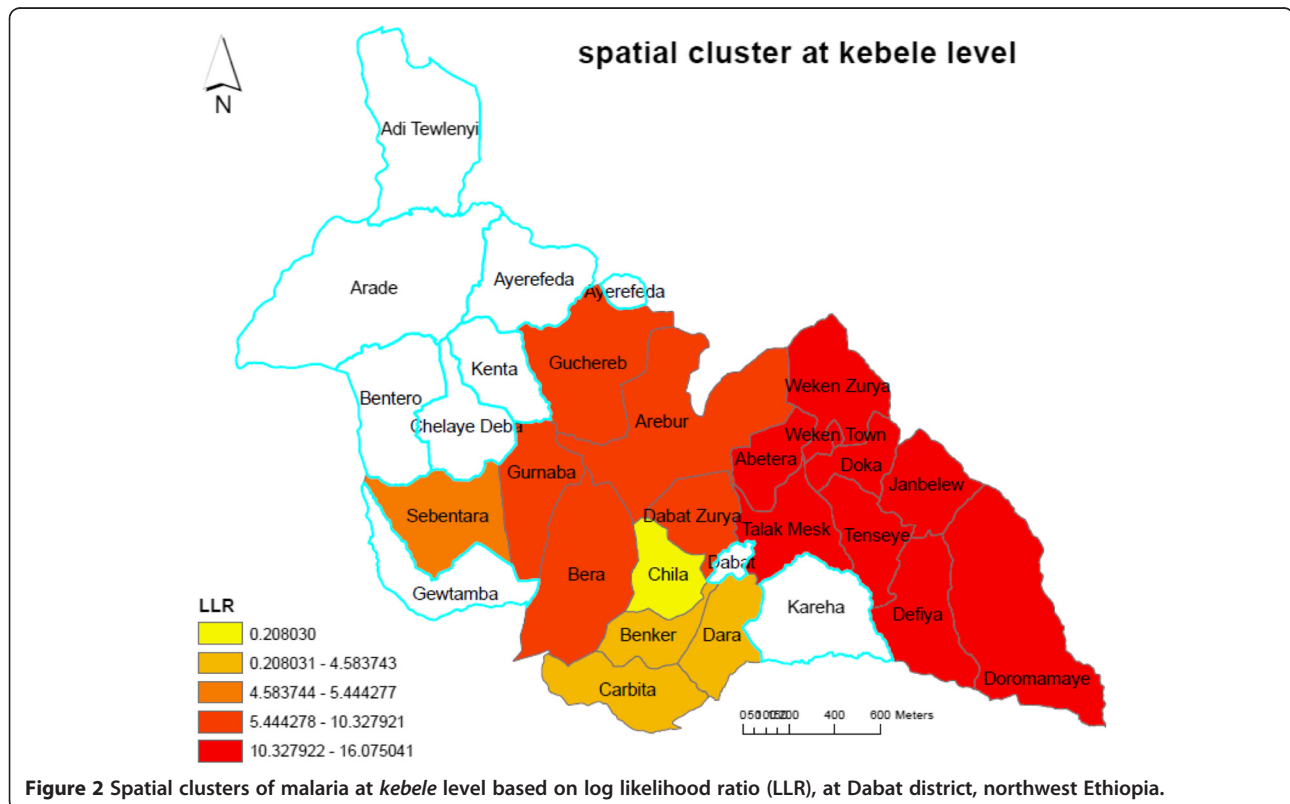 spatial cluster at kebele level
N
Adi Tewlenyi
Arade
Ayerefeda
Ayerefeda
Kenta
Guchereb
Bentero
Chelaye Deba
Arebur
Weken Zurya
Weken Town
Abetera
Doka
Gurnaba
Janbelew
Sebentara
Dabat Zurya
Talak Mesk
Tenseye
Dabat
Bera
Chila
Gewtamba
Kareha
Defiya
Benker
Dara
Doromamaye
Carbita
LLR
0.208030
0.208031 - 4.583743
4.583744 - 5.444277
5.444278 - 10.327921
10.327922 - 16.075041
400 600 Meters
Figure 2 Spatial clusters of malaria at kebele level based on log likelihood ratio (LLR), at Dabat district, northwest Ethiopia.